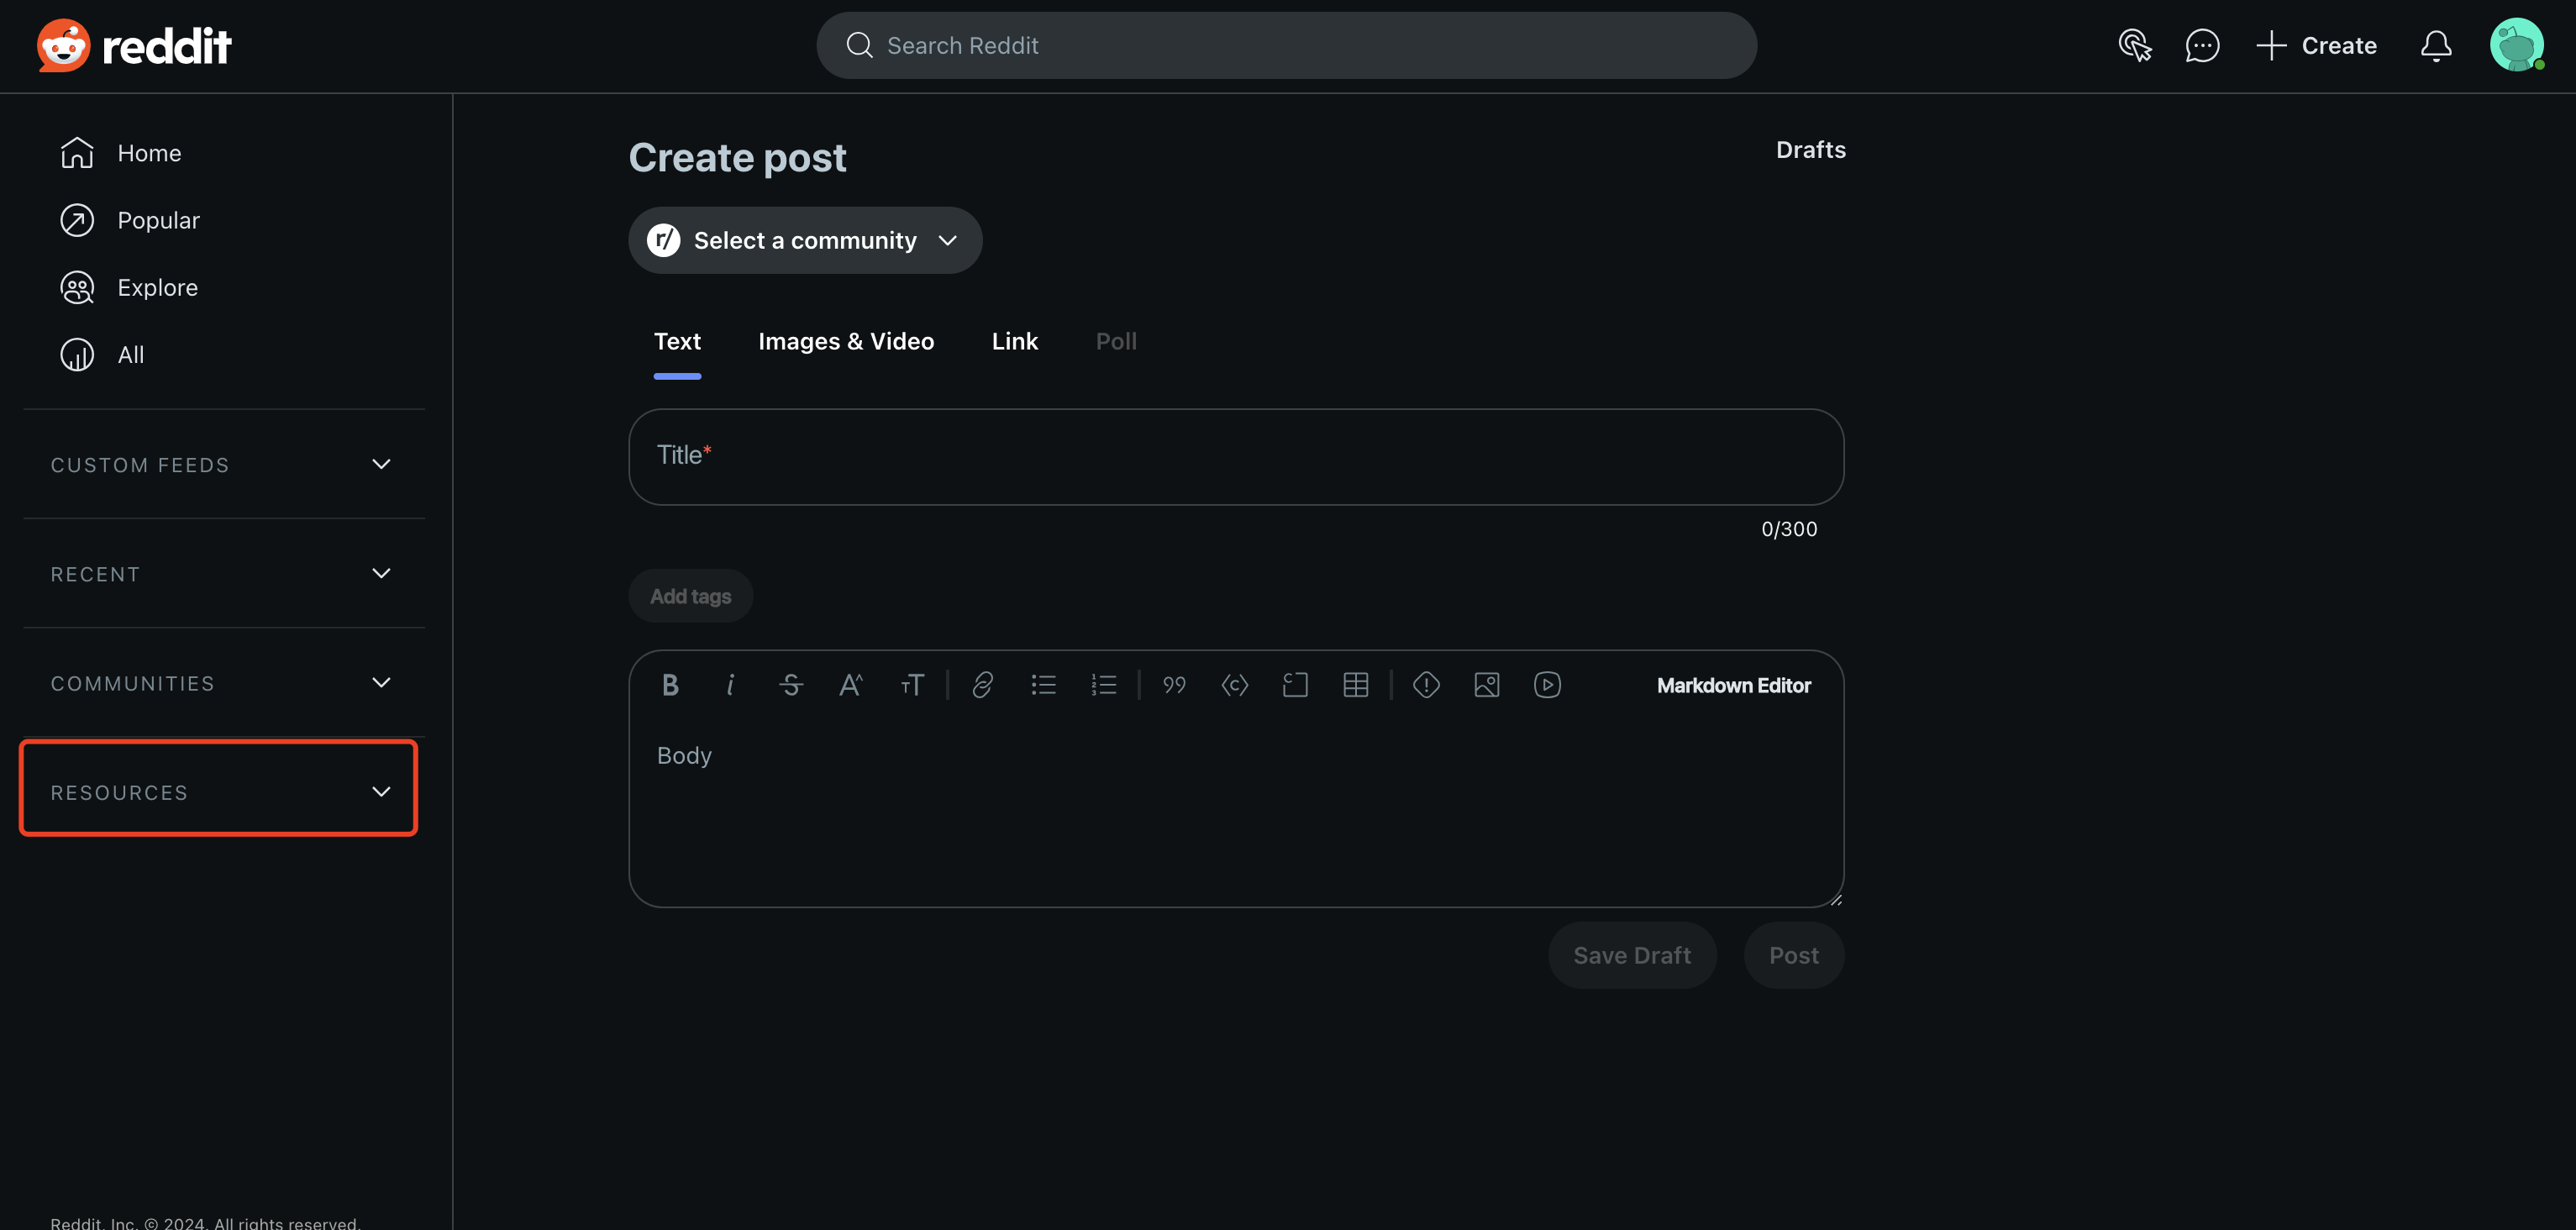 reddit
Search Reddit
Create
Home
Popular
Explore
All
CUSTOM FEEDS
RECENT
COMMUNITIES
RESOURCES
Reddit, Inc. © 2024. All rights reserved.
Create post
Drafts
r/ Select a community
Text Images & Video Link Poll
Title*
0/300
Add tags
Markdown Editor
Body
Save Draft Post